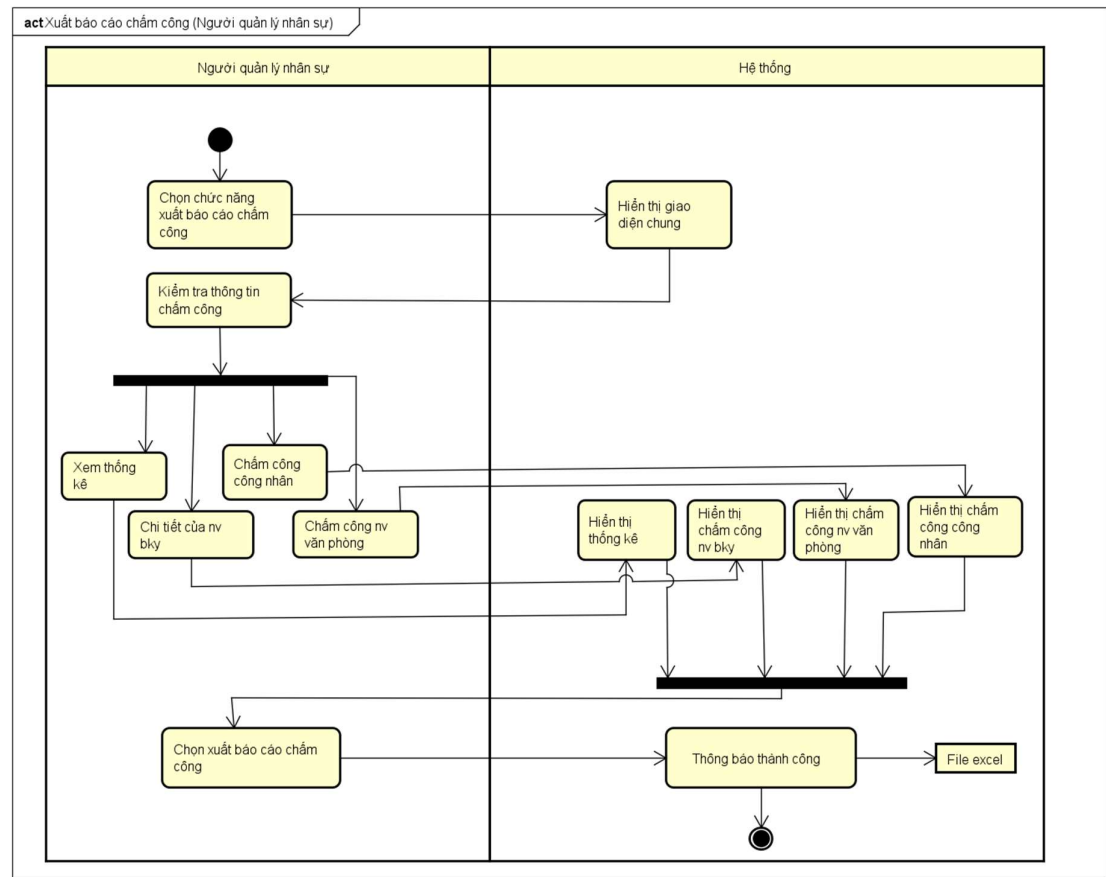 act Xuất báo cáo chấm công (Người quản lý nhân sự)
Người quản lý nhân sự
Hệ thống
Chọn chức năng
xuất báo cáo chấm
công
Hiển thị giao
diện chung
Kiểm tra thông tin
chấm công
Xem thống
kê
Chấm công
công nhân
Chi tiết của nv
bky
Chấm công nv
văn phòng
Hiển thị
thống kê
Hiển thị
chấm công
nv bky
Hiển thị chấm
công nv văn
phòng
Hiển thị chấm
công công
nhân
Chọn xuất báo cáo chấm
công
Thông báo thành công
File excel